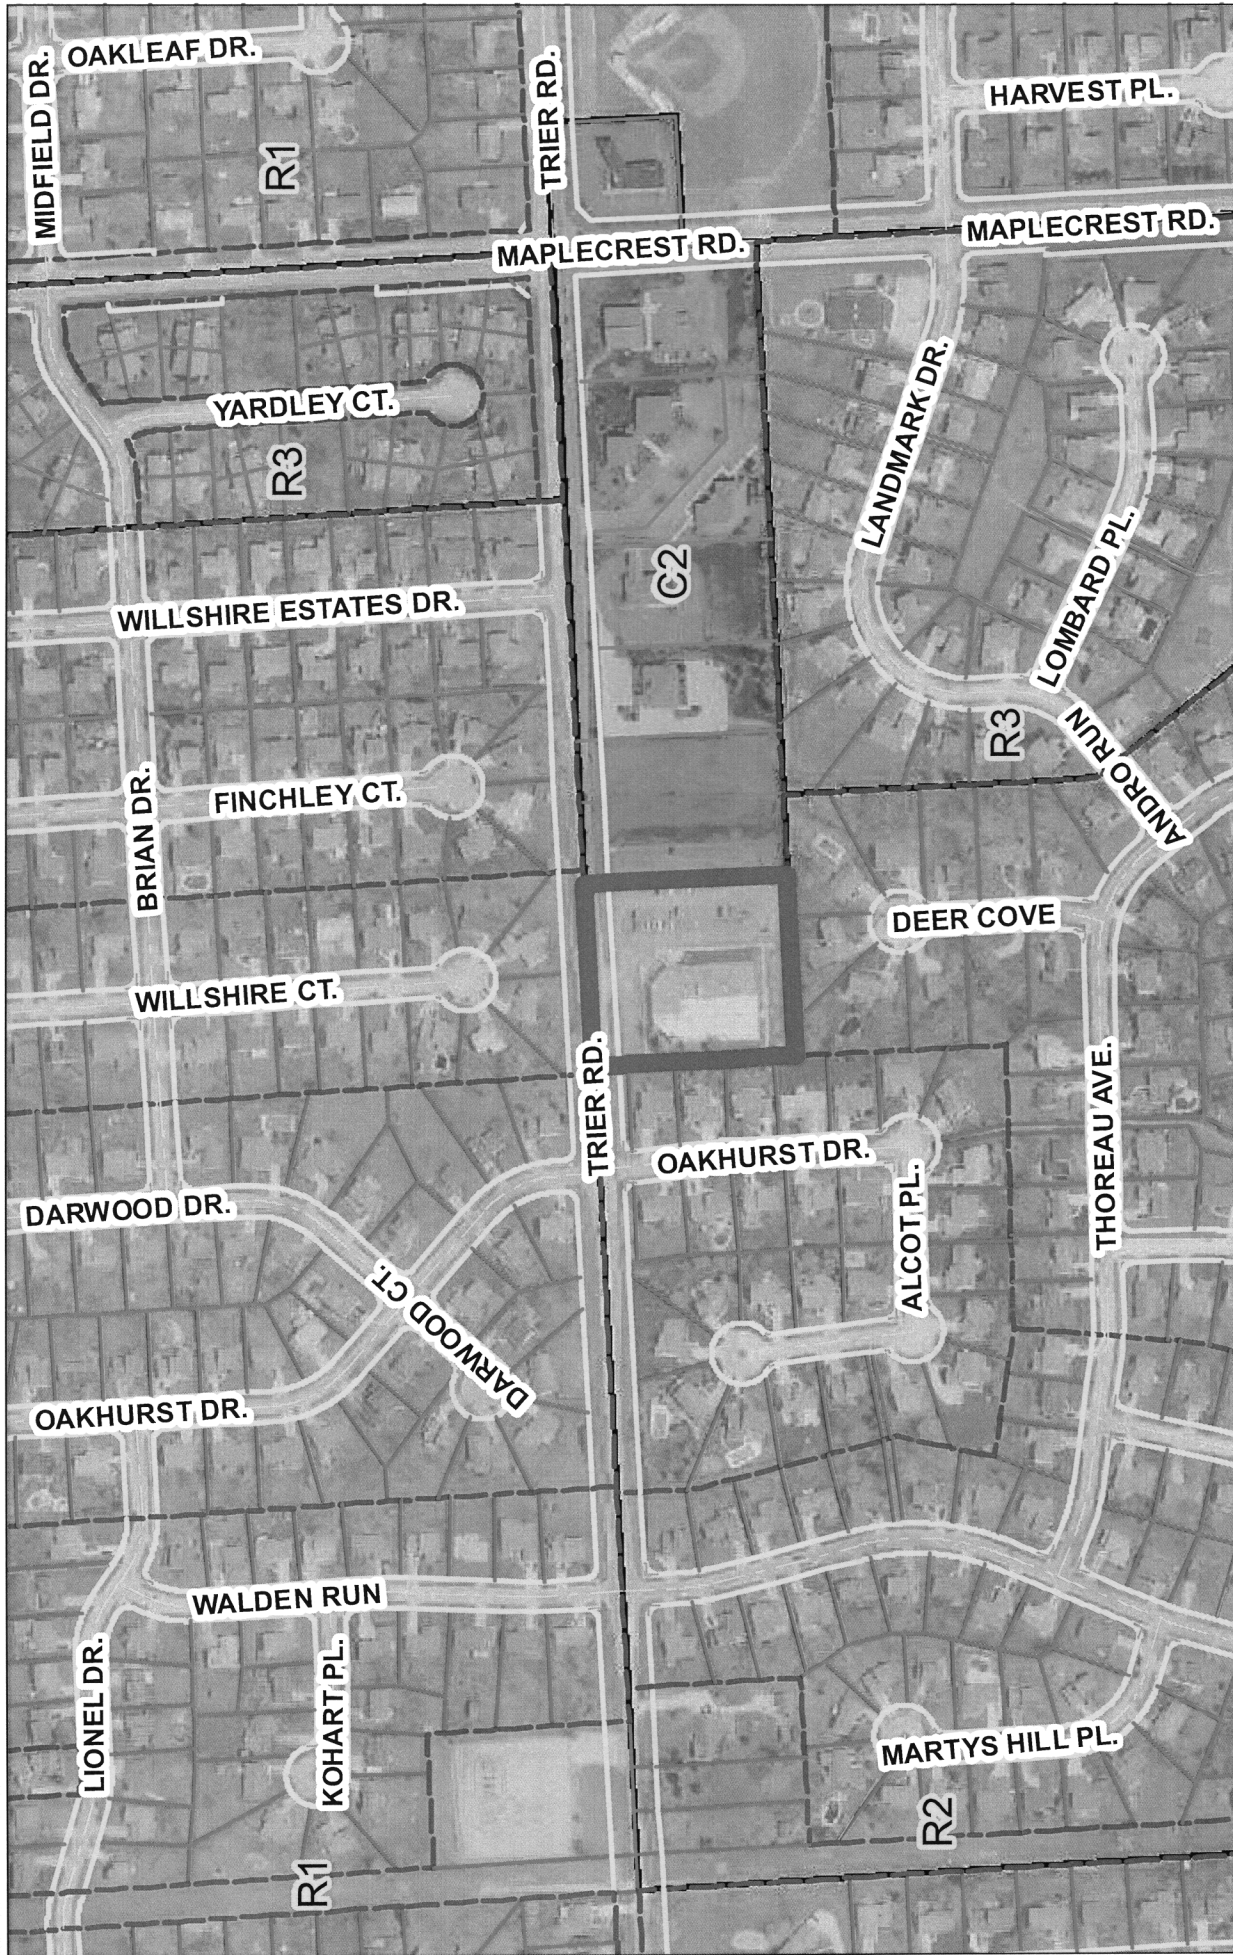 OAKLEAF DR.
MIDFIELD DR.
TRIER RD.
HARVEST PL.
R1
MAPLECREST RD.
MAPLECREST RD.
YARDLEY CT.
R3
LANDMARK DR.
C2
WILLSHIRE ESTATES DR.
LOMBARD PL.
R3
ANDRO RUN
FINCHLEY CT.
BRIAN DR.
DEER COVE
WILLSHIRE CT.
TRIER RD.
THOREAU AVE.
OAKHURST DR.
ALCOT PL.
DARWOOD DR.
DARWOOD CT.
OAKHURST DR.
WALDEN RUN
LIONEL DR.
KOHART PL.
MARTYS HILL PL.
R2
R1